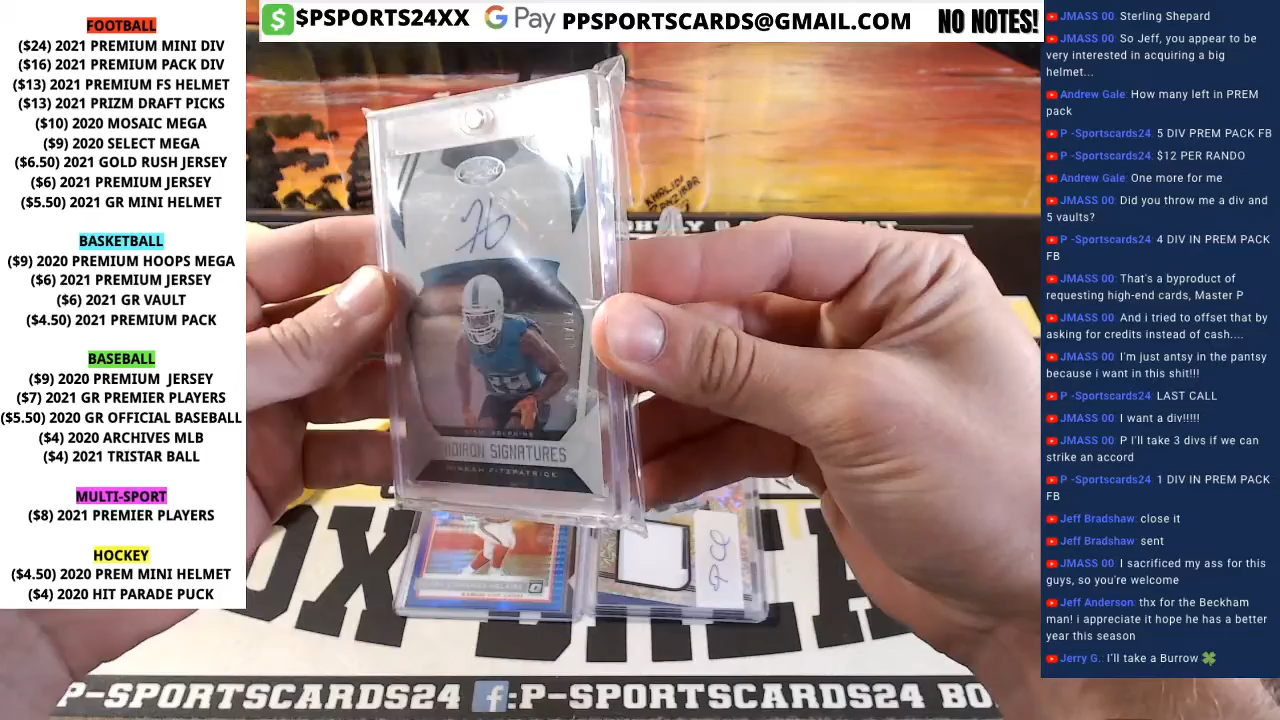 FOOTBALL
($24) 2021 PREMIUM MINI DIV
($16) 2021 PREMIUM PACK DIV
($13) 2021 PREMIUM FS HELMET
($13) 2021 PRIZM DRAFT PICKS
($10) 2020 MOSAIC MEGA
($9) 2020 SELECT MEGA
($6.50) 2021 GOLD RUSH JERSEY
($6) 2021 PREMIUM JERSEY
($5.50) 2021 GR MINI HELMET
BASKETBALL
($9) 2020 PREMIUM HOOPS MEGA
($6) 2021 PREMIUM JERSEY
($6) 2021 GR VAULT
($4.50) 2021 PREMIUM PACK
BASEBALL
($9) 2020 PREMIUM JERSEY
($7) 2021 GR PREMIER PLAYERS
($5.50) 2020 GR OFFICIAL BASEBALL
($4) 2020 ARCHIVES MLB
($4) 2021 TRISTAR BALL
MULTI-SPORT
($8) 2021 PREMIER PLAYERS
HOCKEY
($4.50) 2020 PREM MINI HELMET
($4) 2020 HIT PARADE PUCK
$PSPORTS24XX G Pay PPSPORTSCARDS@GMAIL.COM NO NOTES!
Certified
IDIRON SIGNATURES
FITZPATRICK
P-SPORTSCARDS24 f:P-SPORTSCARDS24 BO
JMASS 00: Sterling Shepard
JMASS 00: So Jeff, you appear to be
very interested in acquiring a big
helmet...
Andrew Gale: How many left in PREM
pack
P -Sportscards24 5 DIV PREM PACK FB
P -Sportscards24 $12 PER RANDO
Andrew Gale: One more for me
JMASS 00: Did you throw me a div and
5 vaults?
P -Sportscards24 4 DIV IN PREM PACK
FB
JMASS 00: That's a byproduct of
requesting high-end cards, Master P
JMASS 00: And i tried to offset that by
asking for credits instead of cash....
JMASS 00: I'm just antsy in the pantsy
because i want in this shit!!!
P -Sportscards24 LAST CALL
JMASS 00: I want a div!!!!!
JMASS 00: P I'll take 3 divs if we can
strike an accord
P -Sportscards24 1 DIV IN PREM PACK
FB
Jeff Bradshaw: close it
Jeff Bradshaw: sent
JMASS 00: I sacrificed my ass for this
guys, so you're welcome
Jeff Anderson: thx for the Beckham
man! i appreciate it hope he has a better
year this season
Jerry G.: I'll take a Burrow 🍀